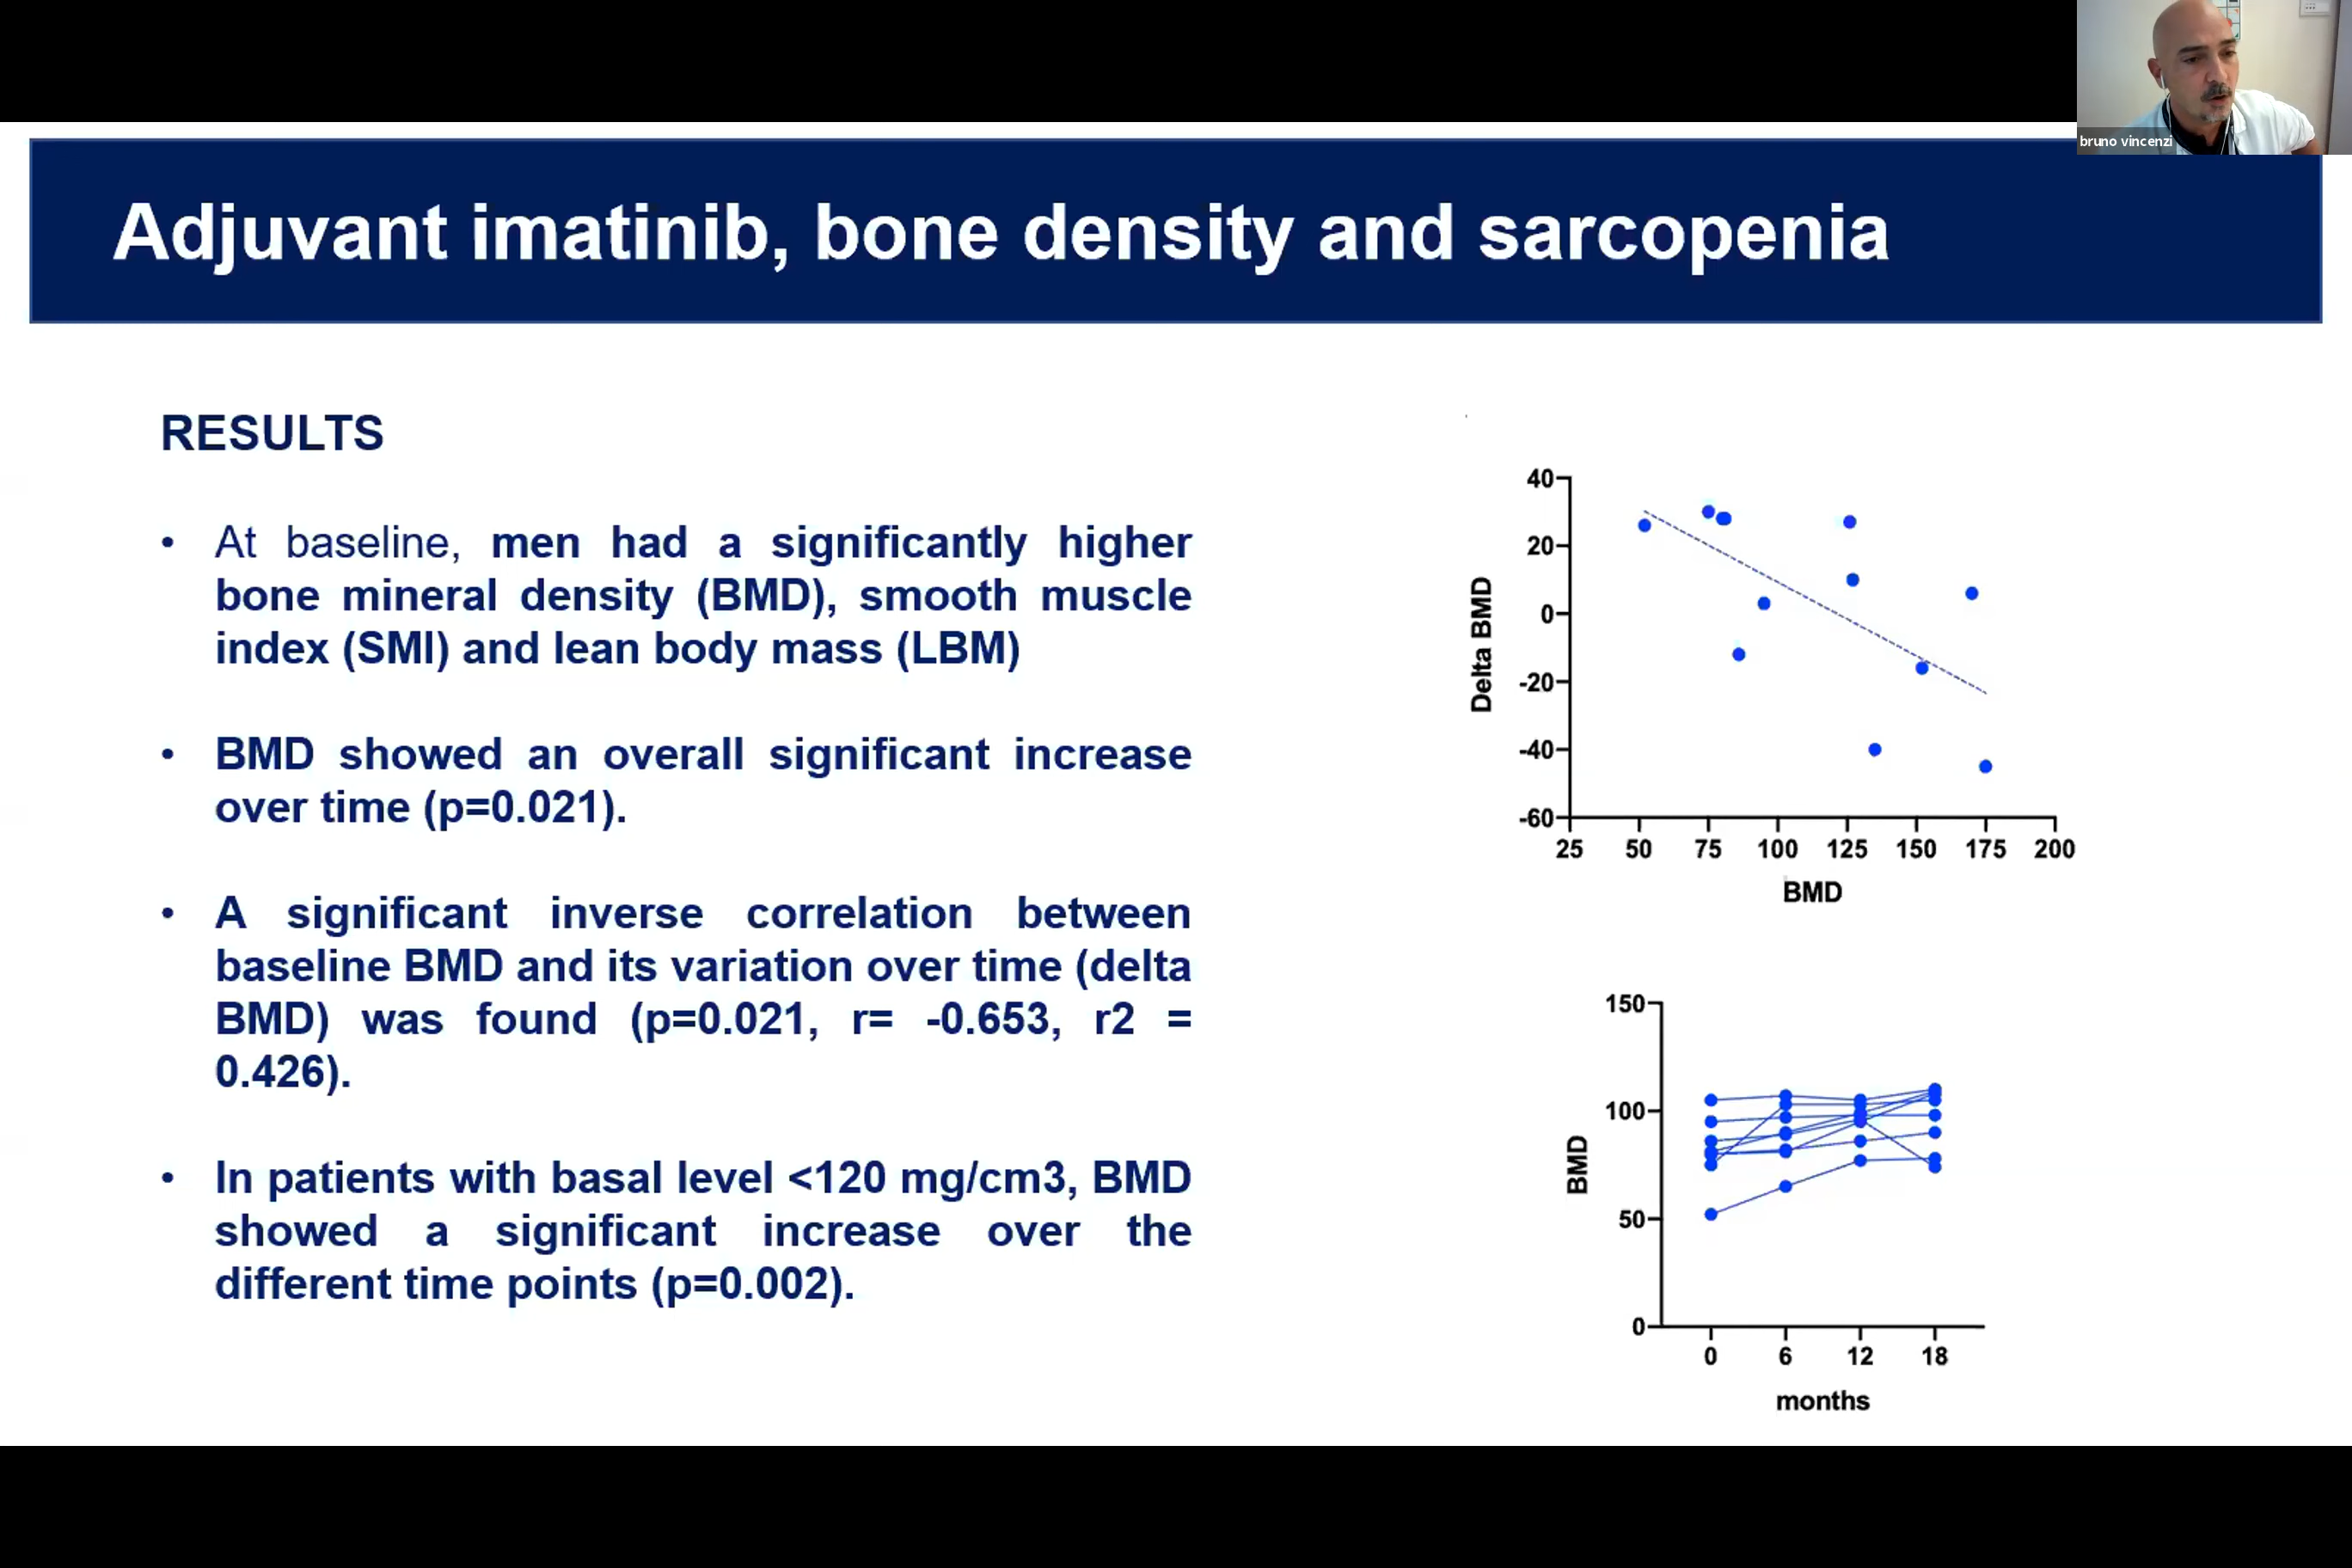 bruno vincenzi
Adjuvant imatinib, bone density and sarcopenia
RESULTS
• At baseline, men had a significantly higher
bone mineral density (BMD), smooth muscle
index (SMI) and lean body mass (LBM)
• BMD showed an overall significant increase
over time (p=0.021).
• A significant inverse correlation between
baseline BMD and its variation over time (delta
BMD) was found (p=0.021, r= -0.653, r2 =
0.426).
• In patients with basal level <120 mg/cm3, BMD
showed a significant increase over the
different time points (p=0.002).
40
20
0
-20
-40
-60
Delta BMD
25 50 75 100 125 150 175 200
BMD
150
100
50
0
BMD
0 6 12 18
months